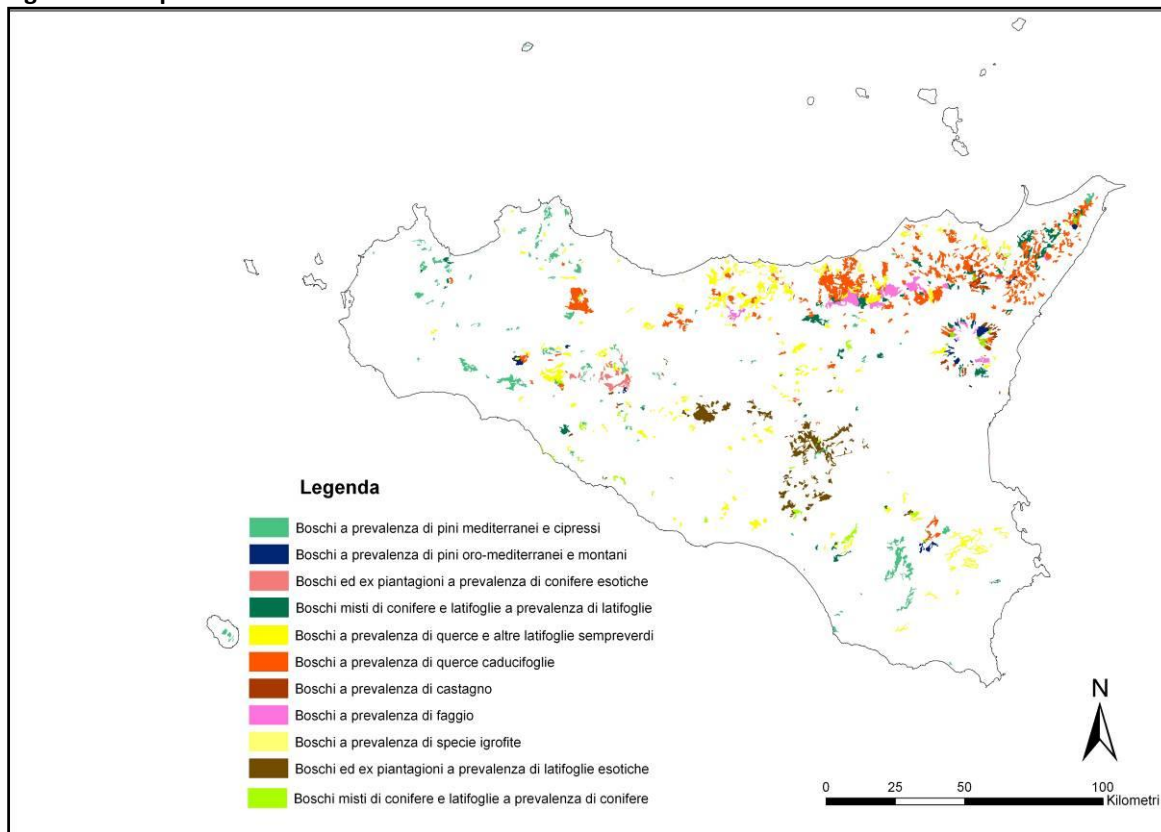 Legenda
Boschi a prevalenza di pini mediterranei e cipressi
Boschi a prevalenza di pini oro-mediterranei e montani
Boschi ed ex piantagioni a prevalenza di conifere esotiche
Boschi misti di conifere e latifoglie a prevalenza di latifoglie
Boschi a prevalenza di querce e altre latifoglie sempreverdi
Boschi a prevalenza di querce caducifoglie
Boschi a prevalenza di castagno
Boschi a prevalenza di faggio
Boschi a prevalenza di specie igrofite
Boschi ed ex piantagioni a prevalenza di latifoglie esotiche
Boschi misti di conifere e latifoglie a prevalenza di conifere
N
0 25 50 100
Kilometri